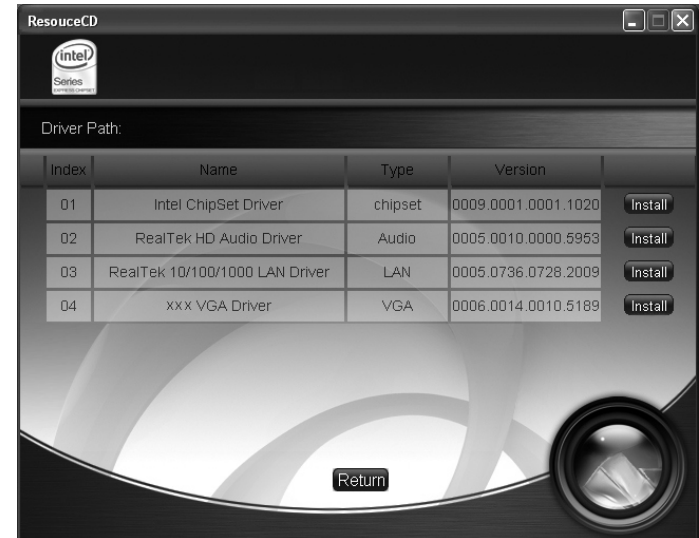 ResouceCD
intel
Series
EXPRESS CHIPSET
Driver Path:
Index Name Type Version
01 Intel ChipSet Driver chipset 0009.0001.0001.1020 Install
02 RealTek HD Audio Driver Audio 0005.0010.0000.5953 Install
03 RealTek 10/100/1000 LAN Driver LAN 0005.0736.0728.2009 Install
04 xxx VGA Driver VGA 0006.0014.0010.5189 Install
Return